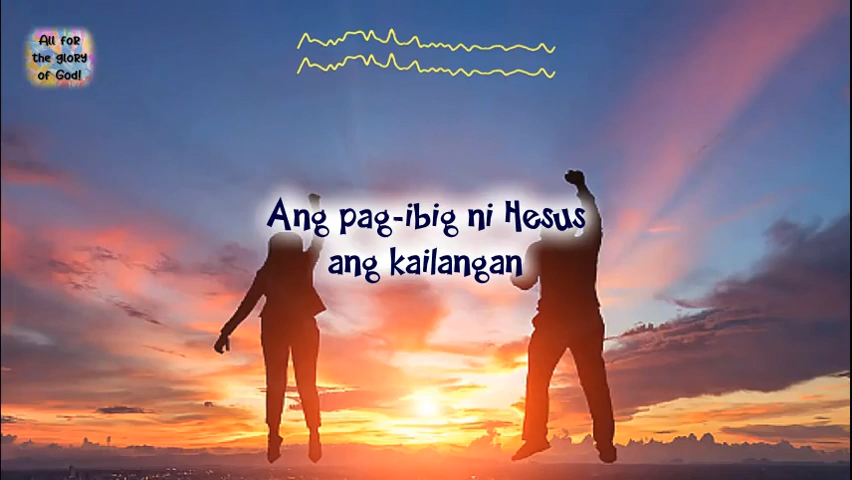 All for
the glory
of God!
Ang pag-ibig ni Hesus
ang kailangan